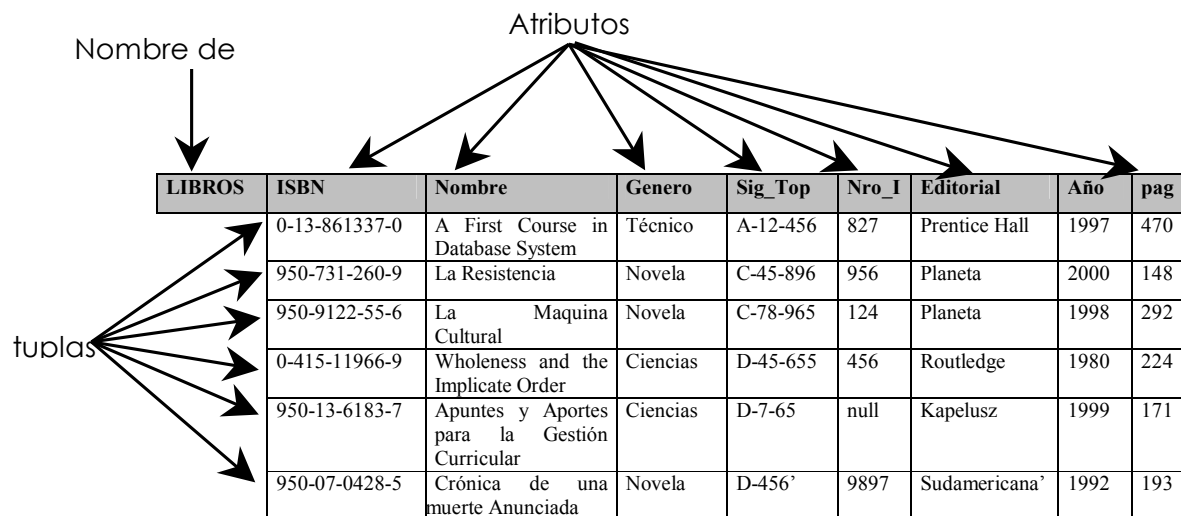 Atributos
Nombre de
LIBROS ISBN Nombre Genero Sig_Top Nro_I Editorial Año pag
0-13-861337-0 A First Course in Técnico A-12-456 827 Prentice Hall 1997 470
Database System
950-731-260-9 La Resistencia Novela C-45-896 956 Planeta 2000 148
950-9122-55-6 La Maquina Novela C-78-965 124 Planeta 1998 292
Cultural
tuplas
0-415-11966-9 Wholeness and the Ciencias D-45-655 456 Routledge 1980 224
Implicate Order
950-13-6183-7 Apuntes y Aportes Ciencias D-7-65 null Kapelusz 1999 171
para la Gestión
Curricular
950-07-0428-5 Crónica de una Novela D-456’ 9897 Sudamericana’ 1992 193
muerte Anunciada